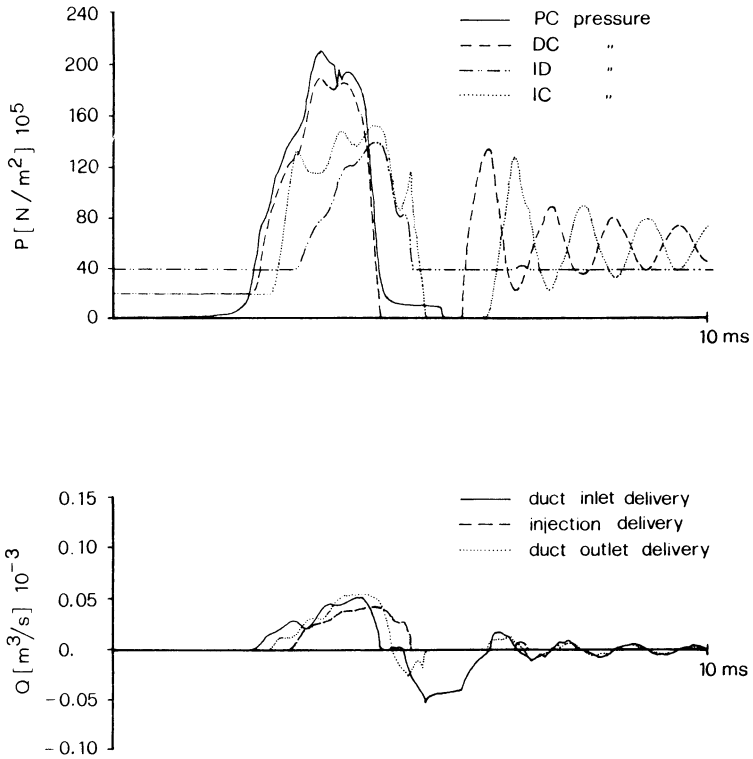 P [N/m²] 10⁵
240
200
160
120
80
40
0
PC pressure
DC "
ID "
IC "
10 ms
Q [m³/s] 10⁻³
0.15
0.10
0.05
0.
-0.05
-0.10
duct inlet delivery
injection delivery
duct outlet delivery
10 ms